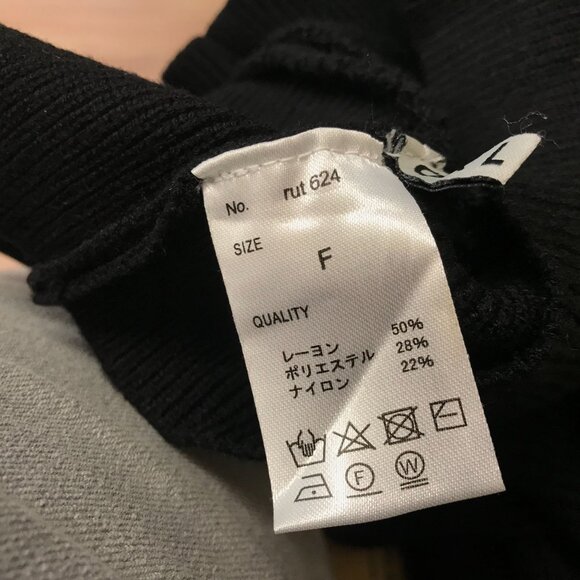 No. rut 624
SIZE F
QUALITY
レーヨン 50%
ポリエステル 28%
ナイロン 22%
F W